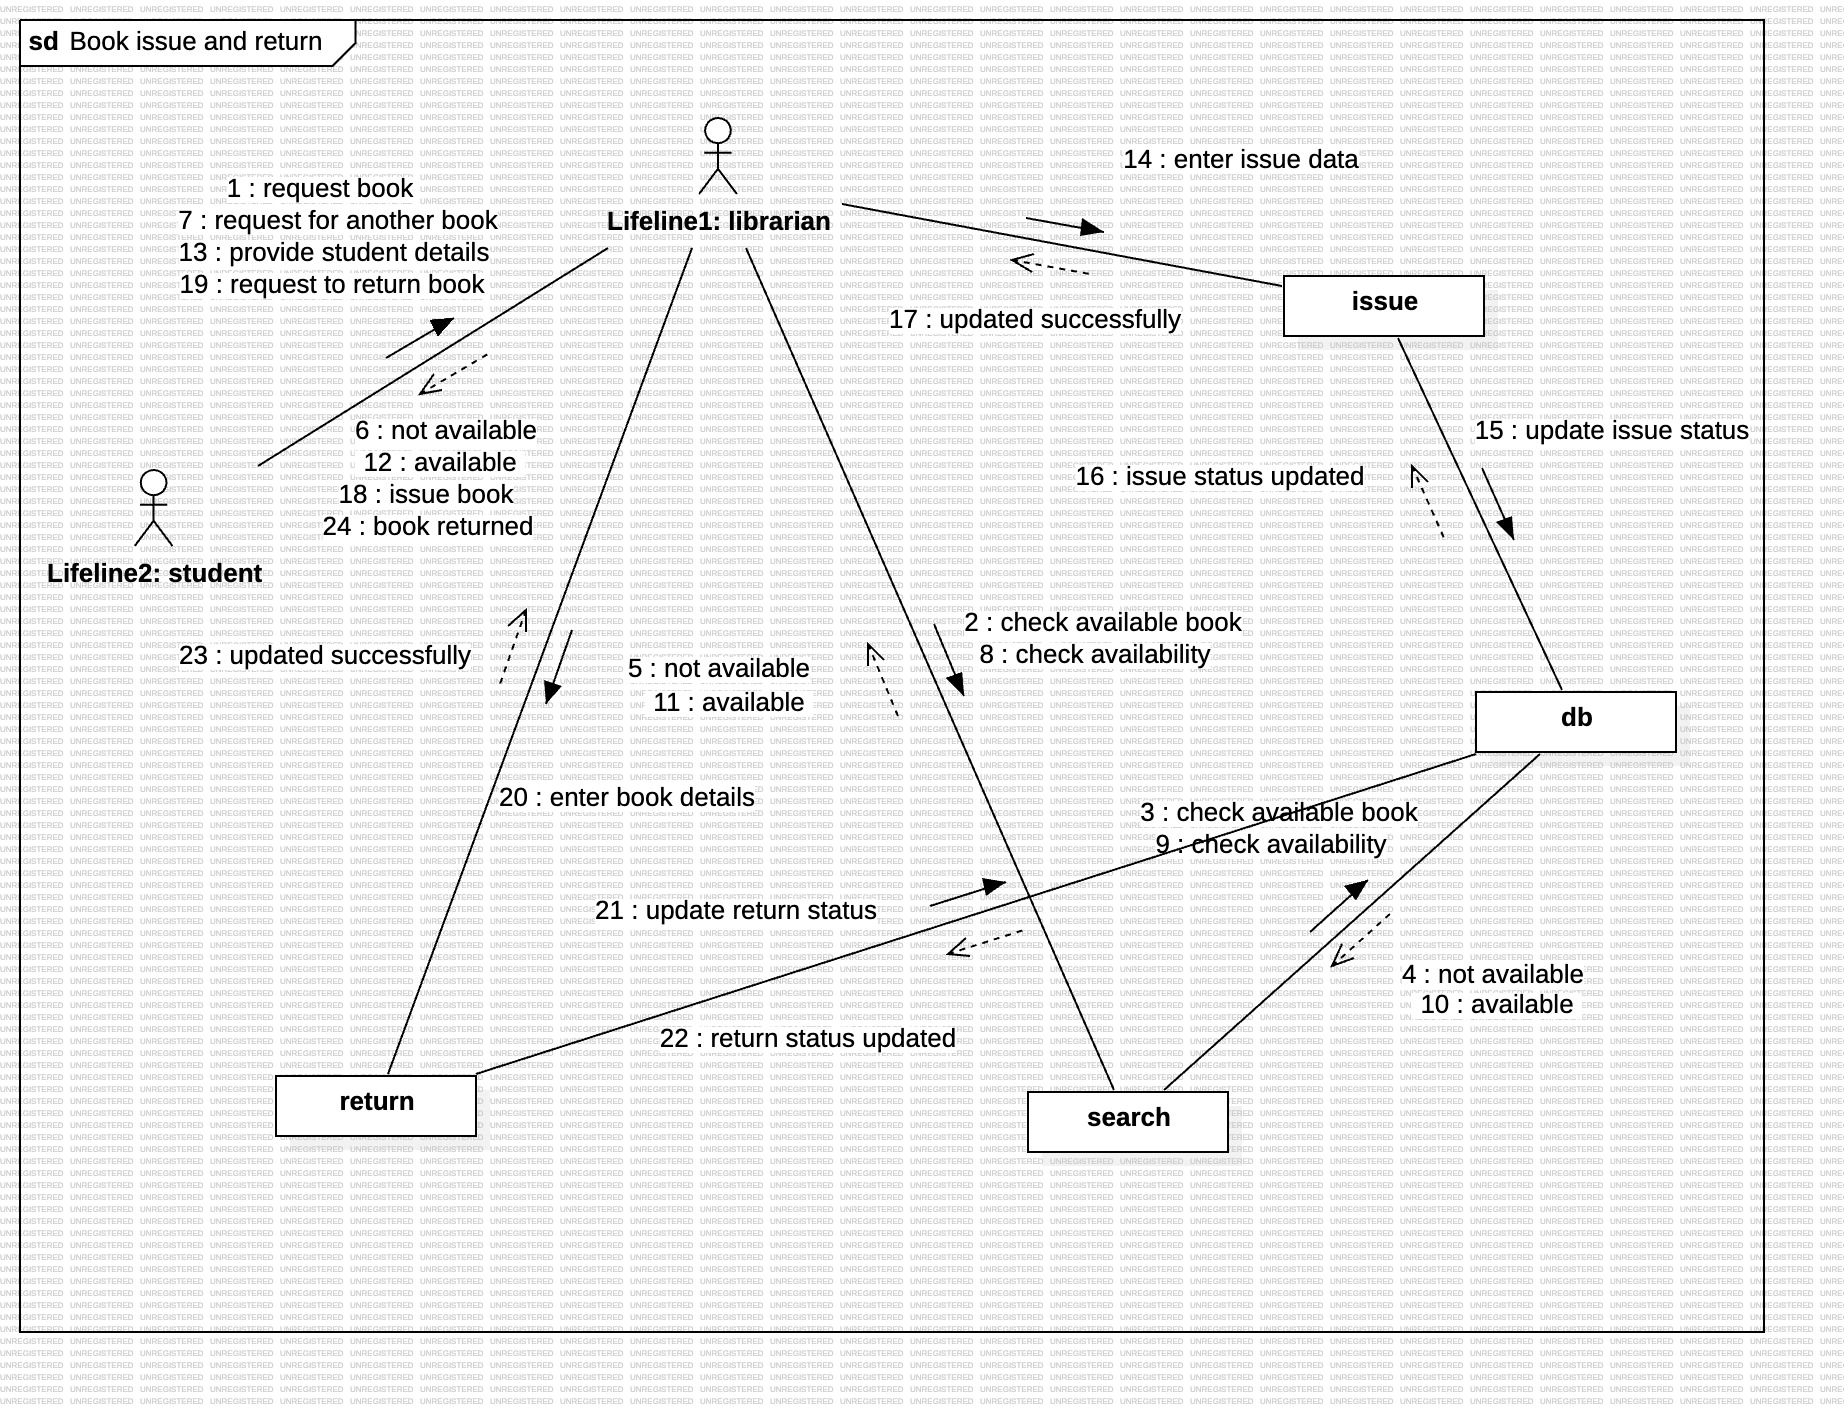 sd Book issue and return
14 : enter issue data
1 : request book
7 : request for another book
13 : provide student details
19 : request to return book
Lifeline1: librarian
issue
17 : updated successfully
6 : not available
12 : available
18 : issue book
24 : book returned
15 : update issue status
16 : issue status updated
Lifeline2: student
2 : check available book
8 : check availability
23 : updated successfully
5 : not available
11 : available
db
20 : enter book details
3 : check available book
9 : check availability
21 : update return status
4 : not available
10 : available
22 : return status updated
return
search
UNREGISTERED